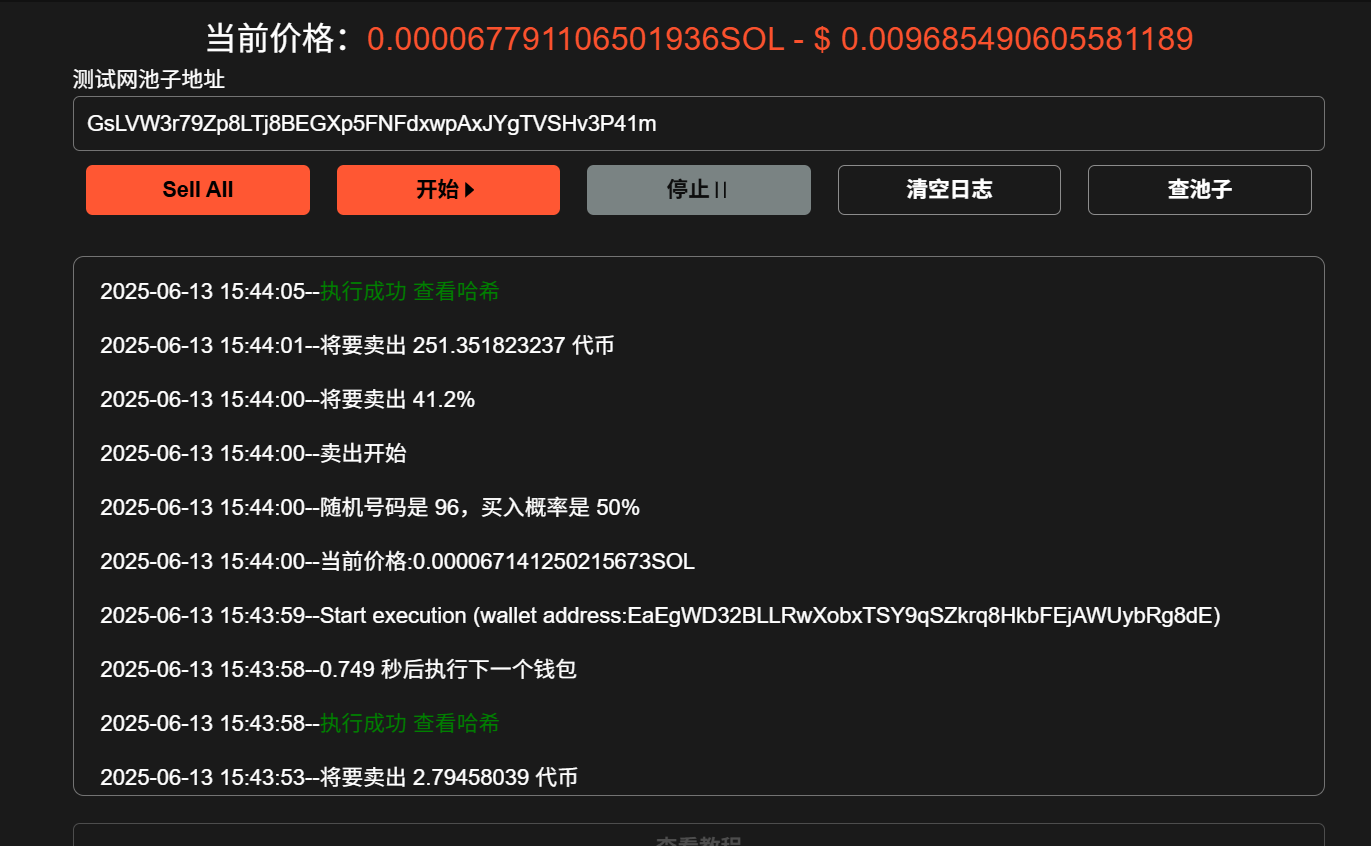 当前价格：0.000067791106501936SOL - $ 0.009685490605581189
测试网池子地址
GsLVW3r79Zp8LTj8BEGXp5FNFdxwpAxJYgTVSHv3P41m
Sell All 开始 停止 清空日志 查池子
2025-06-13 15:44:05--执行成功 查看哈希
2025-06-13 15:44:01--将要卖出 251.351823237 代币
2025-06-13 15:44:00--将要卖出 41.2%
2025-06-13 15:44:00--卖出开始
2025-06-13 15:44:00--随机号码是 96，买入概率是 50%
2025-06-13 15:44:00--当前价格:0.000067141250215673SOL
2025-06-13 15:43:59--Start execution (wallet address:EaEgWD32BLLRwXobxTSY9qSZkrq8HkbFEjAWUybRg8dE)
2025-06-13 15:43:58--0.749 秒后执行下一个钱包
2025-06-13 15:43:58--执行成功 查看哈希
2025-06-13 15:43:53--将要卖出 2.79458039 代币
查看教程